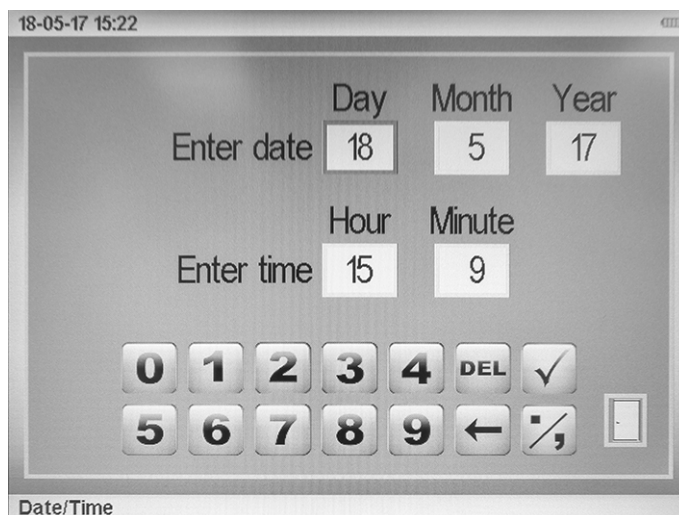 18-05-17 15:22
Day Month Year
Enter date 18 5 17
Hour Minute
Enter time 15 9
0 1 2 3 4 DEL
5 6 7 8 9
Date/Time